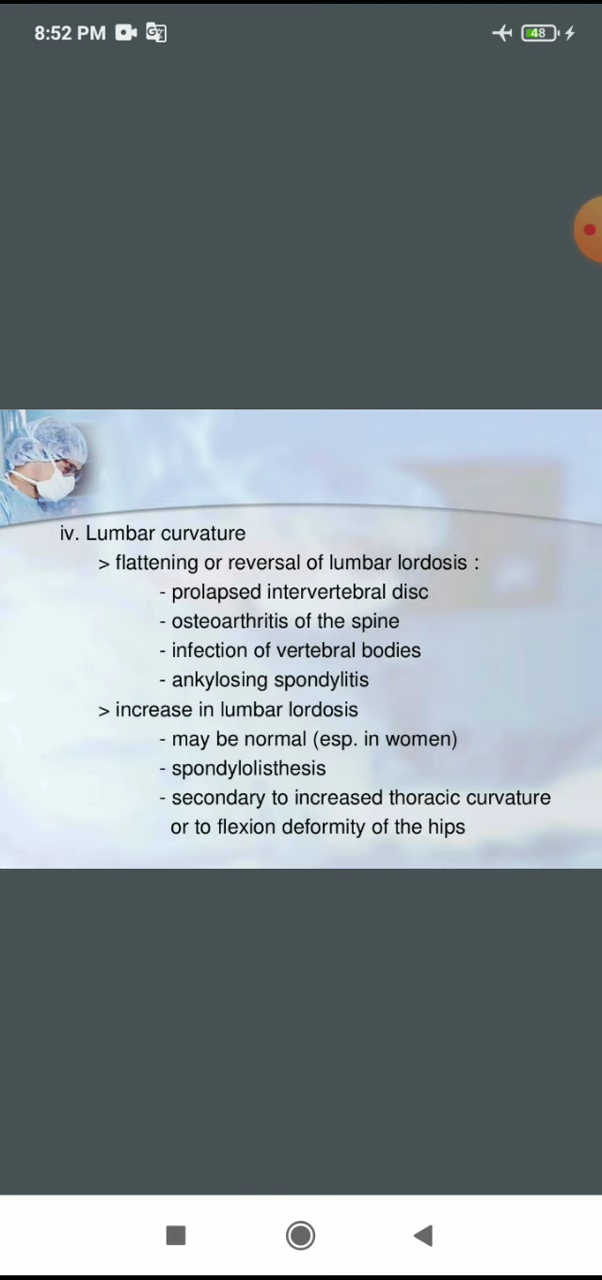 8:52 PM
48
iv. Lumbar curvature
> flattening or reversal of lumbar lordosis :
- prolapsed intervertebral disc
- osteoarthritis of the spine
- infection of vertebral bodies
- ankylosing spondylitis
> increase in lumbar lordosis
- may be normal (esp. in women)
- spondylolisthesis
- secondary to increased thoracic curvature
or to flexion deformity of the hips